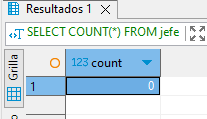 Resultados 1
SELECT COUNT(*) FROM jefe
Grilla
123 count
1
0